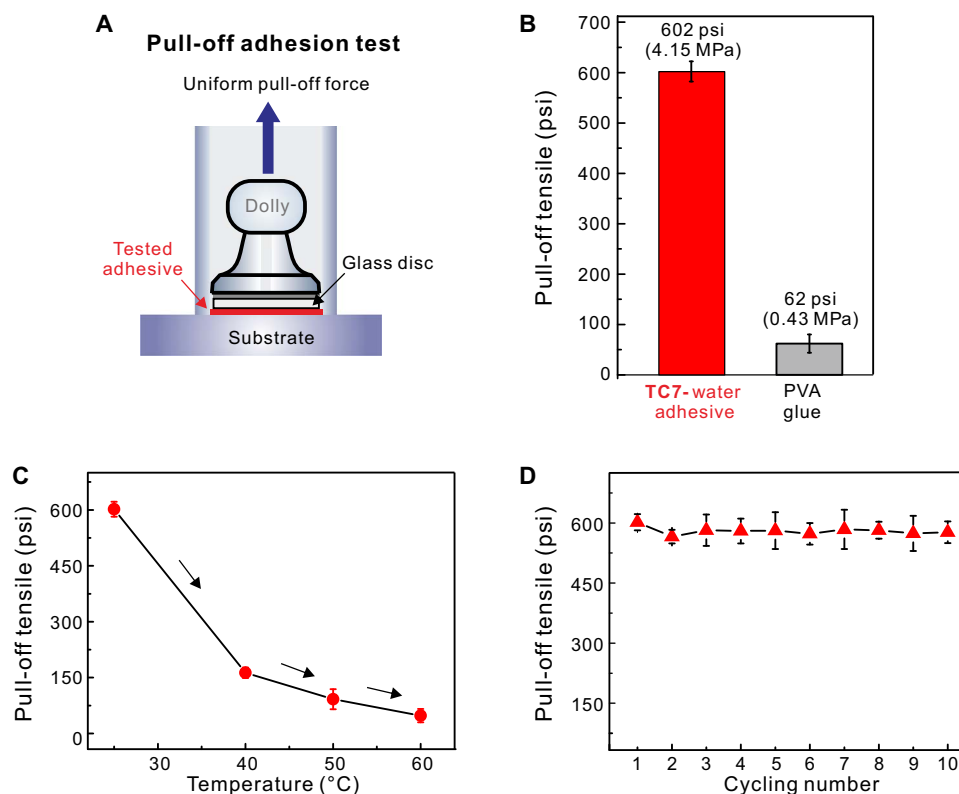 A
Pull-off adhesion test
Uniform pull-off force
Dolly
Tested
adhesive
Glass disc
Substrate
B
Pull-off tensile (psi)
700
600
500
400
300
200
100
0
602 psi
(4.15 MPa)
62 psi
(0.43 MPa)
TC7-water
adhesive
PVA
glue
C
Pull-off tensile (psi)
600
450
300
150
0
30 40 50 60
Temperature (°C)
D
Pull-off tensile (psi)
600
450
300
150
1 2 3 4 5 6 7 8 9 10
Cycling number